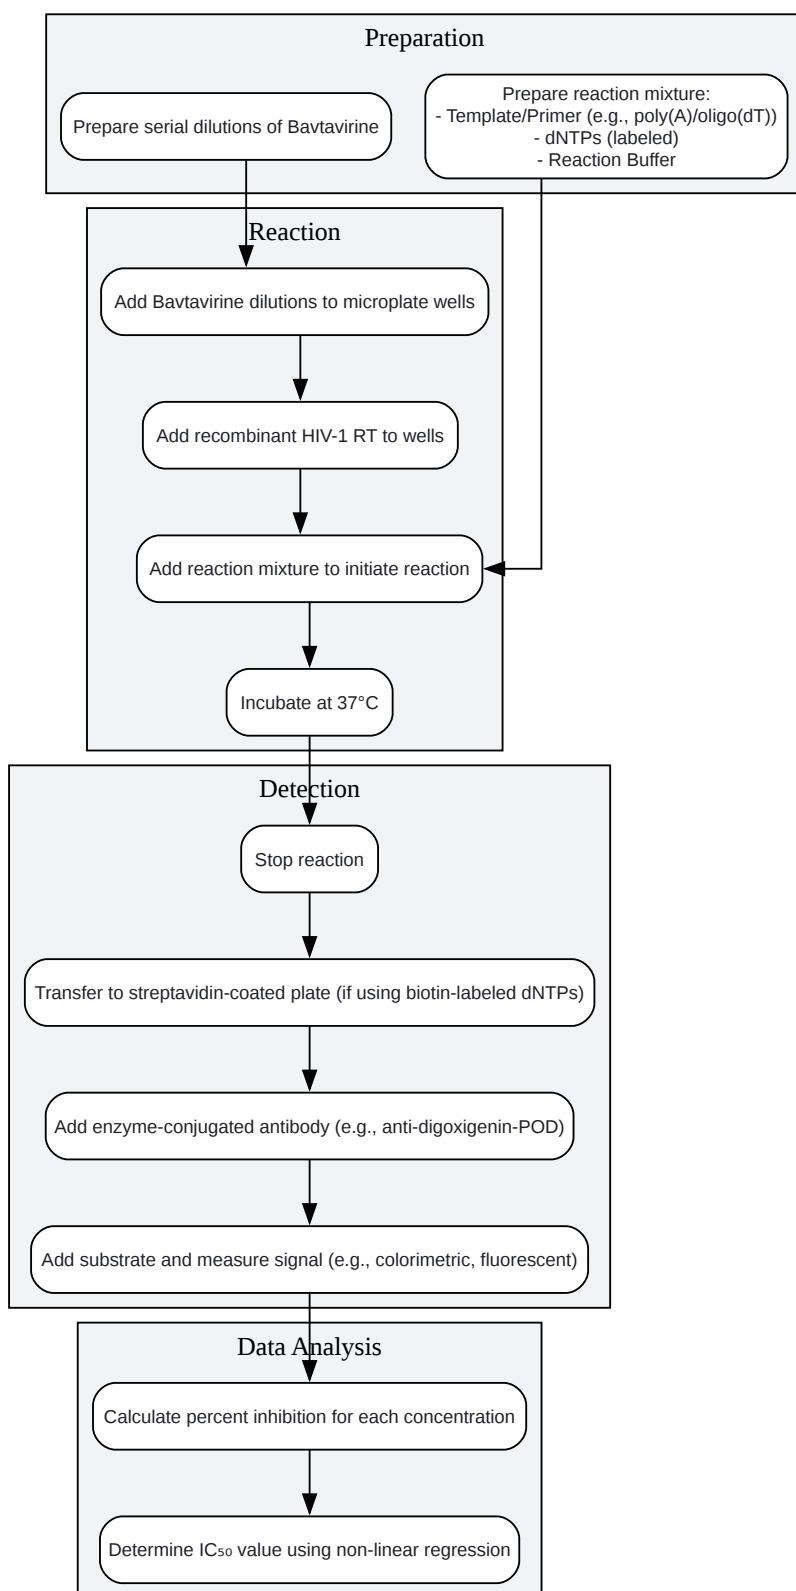 Preparation
Prepare serial dilutions of Bavtavirine
Prepare reaction mixture:
- Template/Primer (e.g., poly(A)/oligo(dT))
- dNTPs (labeled)
- Reaction Buffer
Reaction
Add Bavtavirine dilutions to microplate wells
Add recombinant HIV-1 RT to wells
Add reaction mixture to initiate reaction
Incubate at 37°C
Detection
Stop reaction
Transfer to streptavidin-coated plate (if using biotin-labeled dNTPs)
Add enzyme-conjugated antibody (e.g., anti-digoxigenin-POD)
Add substrate and measure signal (e.g., colorimetric, fluorescent)
Data Analysis
Calculate percent inhibition for each concentration
Determine IC₅₀ value using non-linear regression